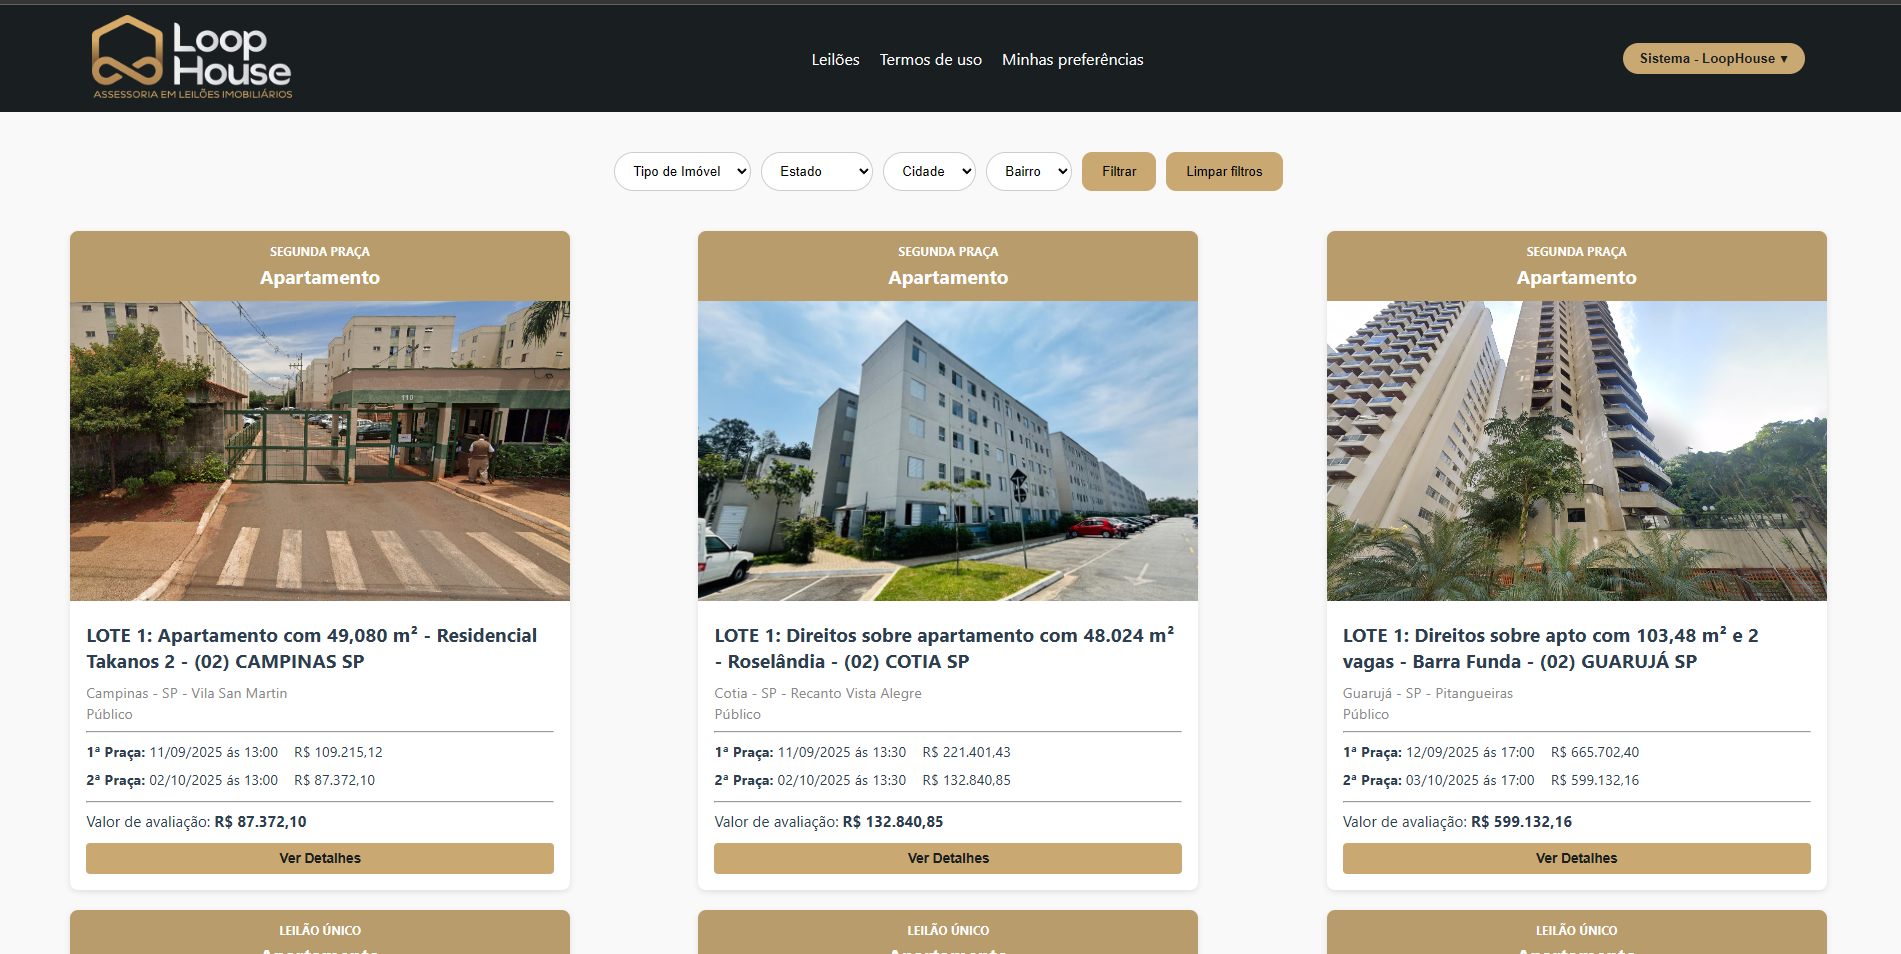 Loop
House
ASSESSORIA EM LEILÕES IMOBILIÁRIOS
Leilões Termos de uso Minhas preferências
Sistema - LoopHouse ▼
Tipo de Imóvel Estado Cidade Bairro Filtrar Limpar filtros
SEGUNDA PRAÇA
Apartamento
110
LOTE 1: Apartamento com 49,080 m² - Residencial
Takanos 2 - (02) CAMPINAS SP
Campinas - SP - Vila San Martin
Público
1ª Praça: 11/09/2025 ás 13:00 R$ 109.215,12
2ª Praça: 02/10/2025 ás 13:00 R$ 87.372,10
Valor de avaliação: R$ 87.372,10
Ver Detalhes
SEGUNDA PRAÇA
Apartamento
LOTE 1: Direitos sobre apartamento com 48.024 m²
- Roselândia - (02) COTIA SP
Cotia - SP - Recanto Vista Alegre
Público
1ª Praça: 11/09/2025 ás 13:30 R$ 221.401,43
2ª Praça: 02/10/2025 ás 13:30 R$ 132.840,85
Valor de avaliação: R$ 132.840,85
Ver Detalhes
SEGUNDA PRAÇA
Apartamento
LOTE 1: Direitos sobre apto com 103,48 m² e 2
vagas - Barra Funda - (02) GUARUJÁ SP
Guarujá - SP - Pitangueiras
Público
1ª Praça: 12/09/2025 ás 17:00 R$ 665.702,40
2ª Praça: 03/10/2025 ás 17:00 R$ 599.132,16
Valor de avaliação: R$ 599.132,16
Ver Detalhes
LEILÃO ÚNICO
Apartamento
LEILÃO ÚNICO
Apartamento
LEILÃO ÚNICO
Apartamento